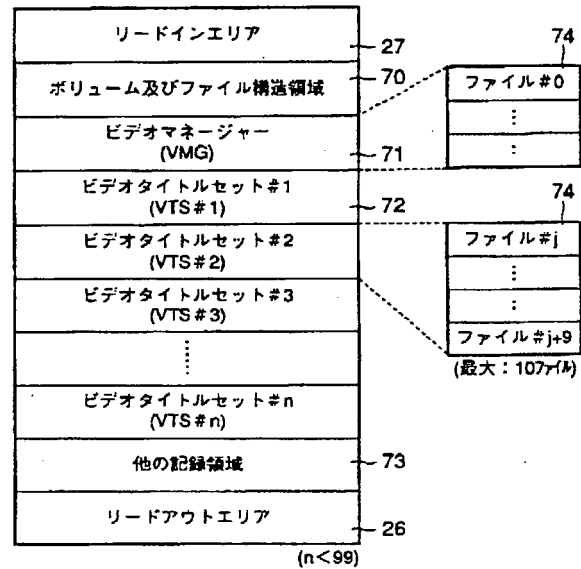 リードインエリア
27
ボリューム及びファイル構造領域
70
ビデオマネージャー
(VMG)
71
ビデオタイトルセット#1
(VTS#1)
72
ビデオタイトルセット#2
(VTS#2)
ビデオタイトルセット#3
(VTS#3)
ビデオタイトルセット#n
(VTS#n)
他の記録領域
73
リードアウトエリア
26
(n<99)
74
ファイル#0
74
ファイル#j
ファイル#j+9
(最大：107ﾌｧｲﾙ)